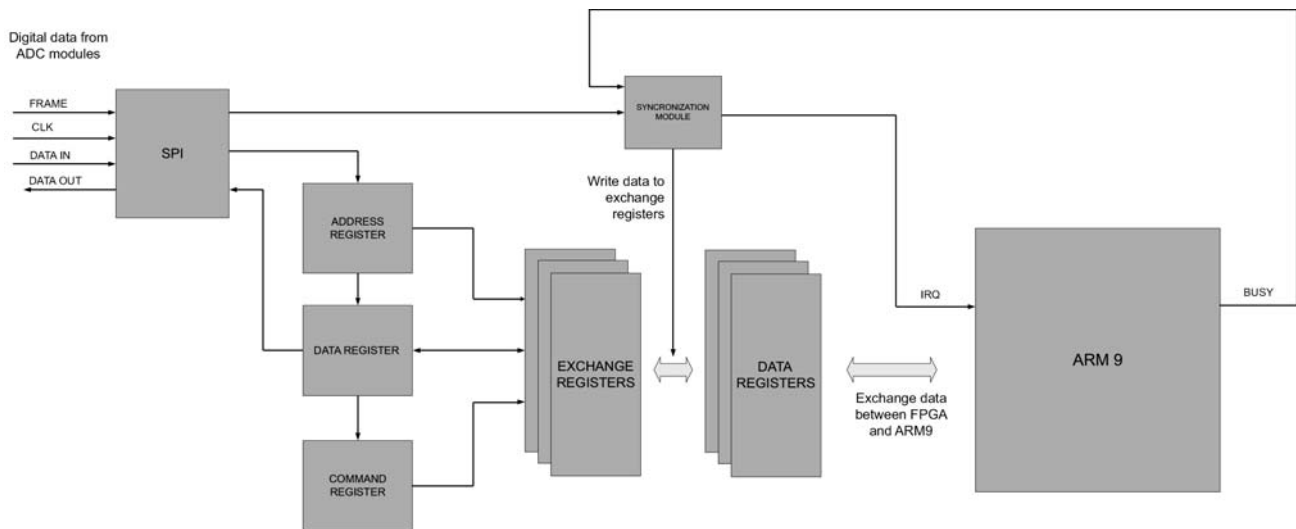 Digital data from
ADC modules
FRAME
CLK
DATA IN
DATA OUT
SPI
SYNCRONIZATION
MODULE
Write data to
exchange
registers
ADDRESS
REGISTER
DATA REGISTER
COMMAND
REGISTER
EXCHANGE
REGISTERS
DATA
REGISTERS
Exchange data
between FPGA
and ARM9
IRQ
ARM 9
BUSY